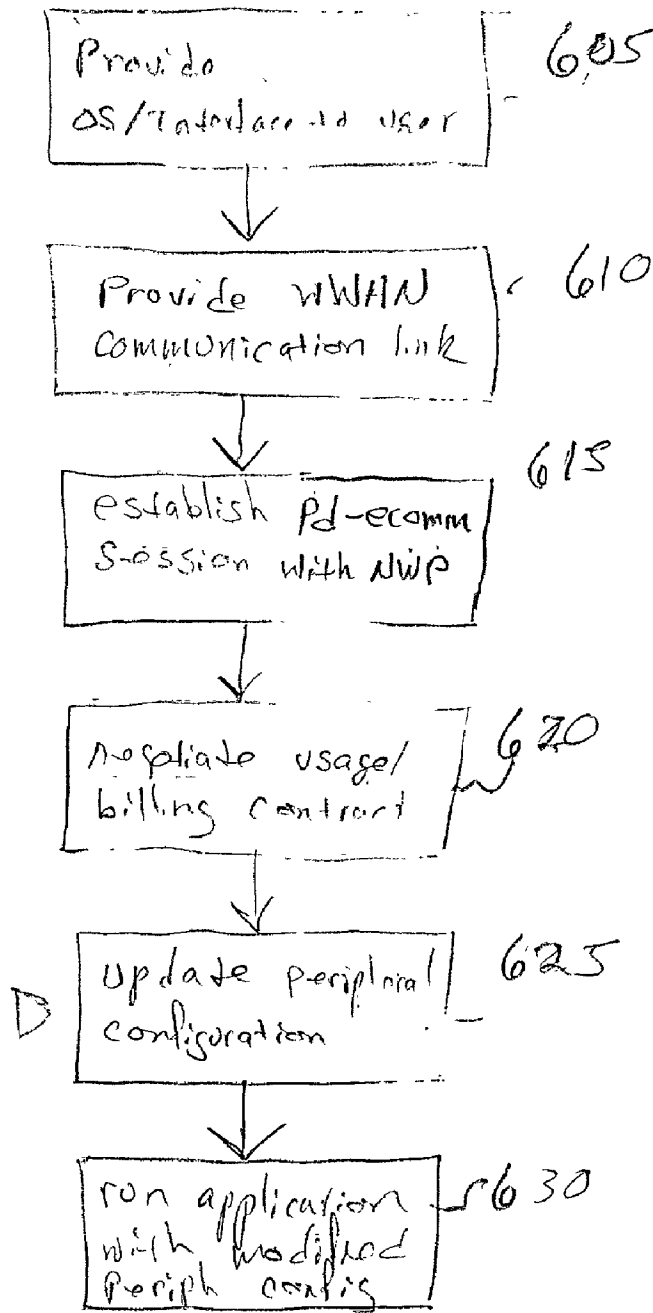 Provide
OS/Interface to user
605
Provide WWAN
Communication link
610
establish Pd-ecomm
Session with NWP
615
negotiate usage/
billing contract
620
update peripheral
configuration
625
D
run application
with modified
Periph config
630